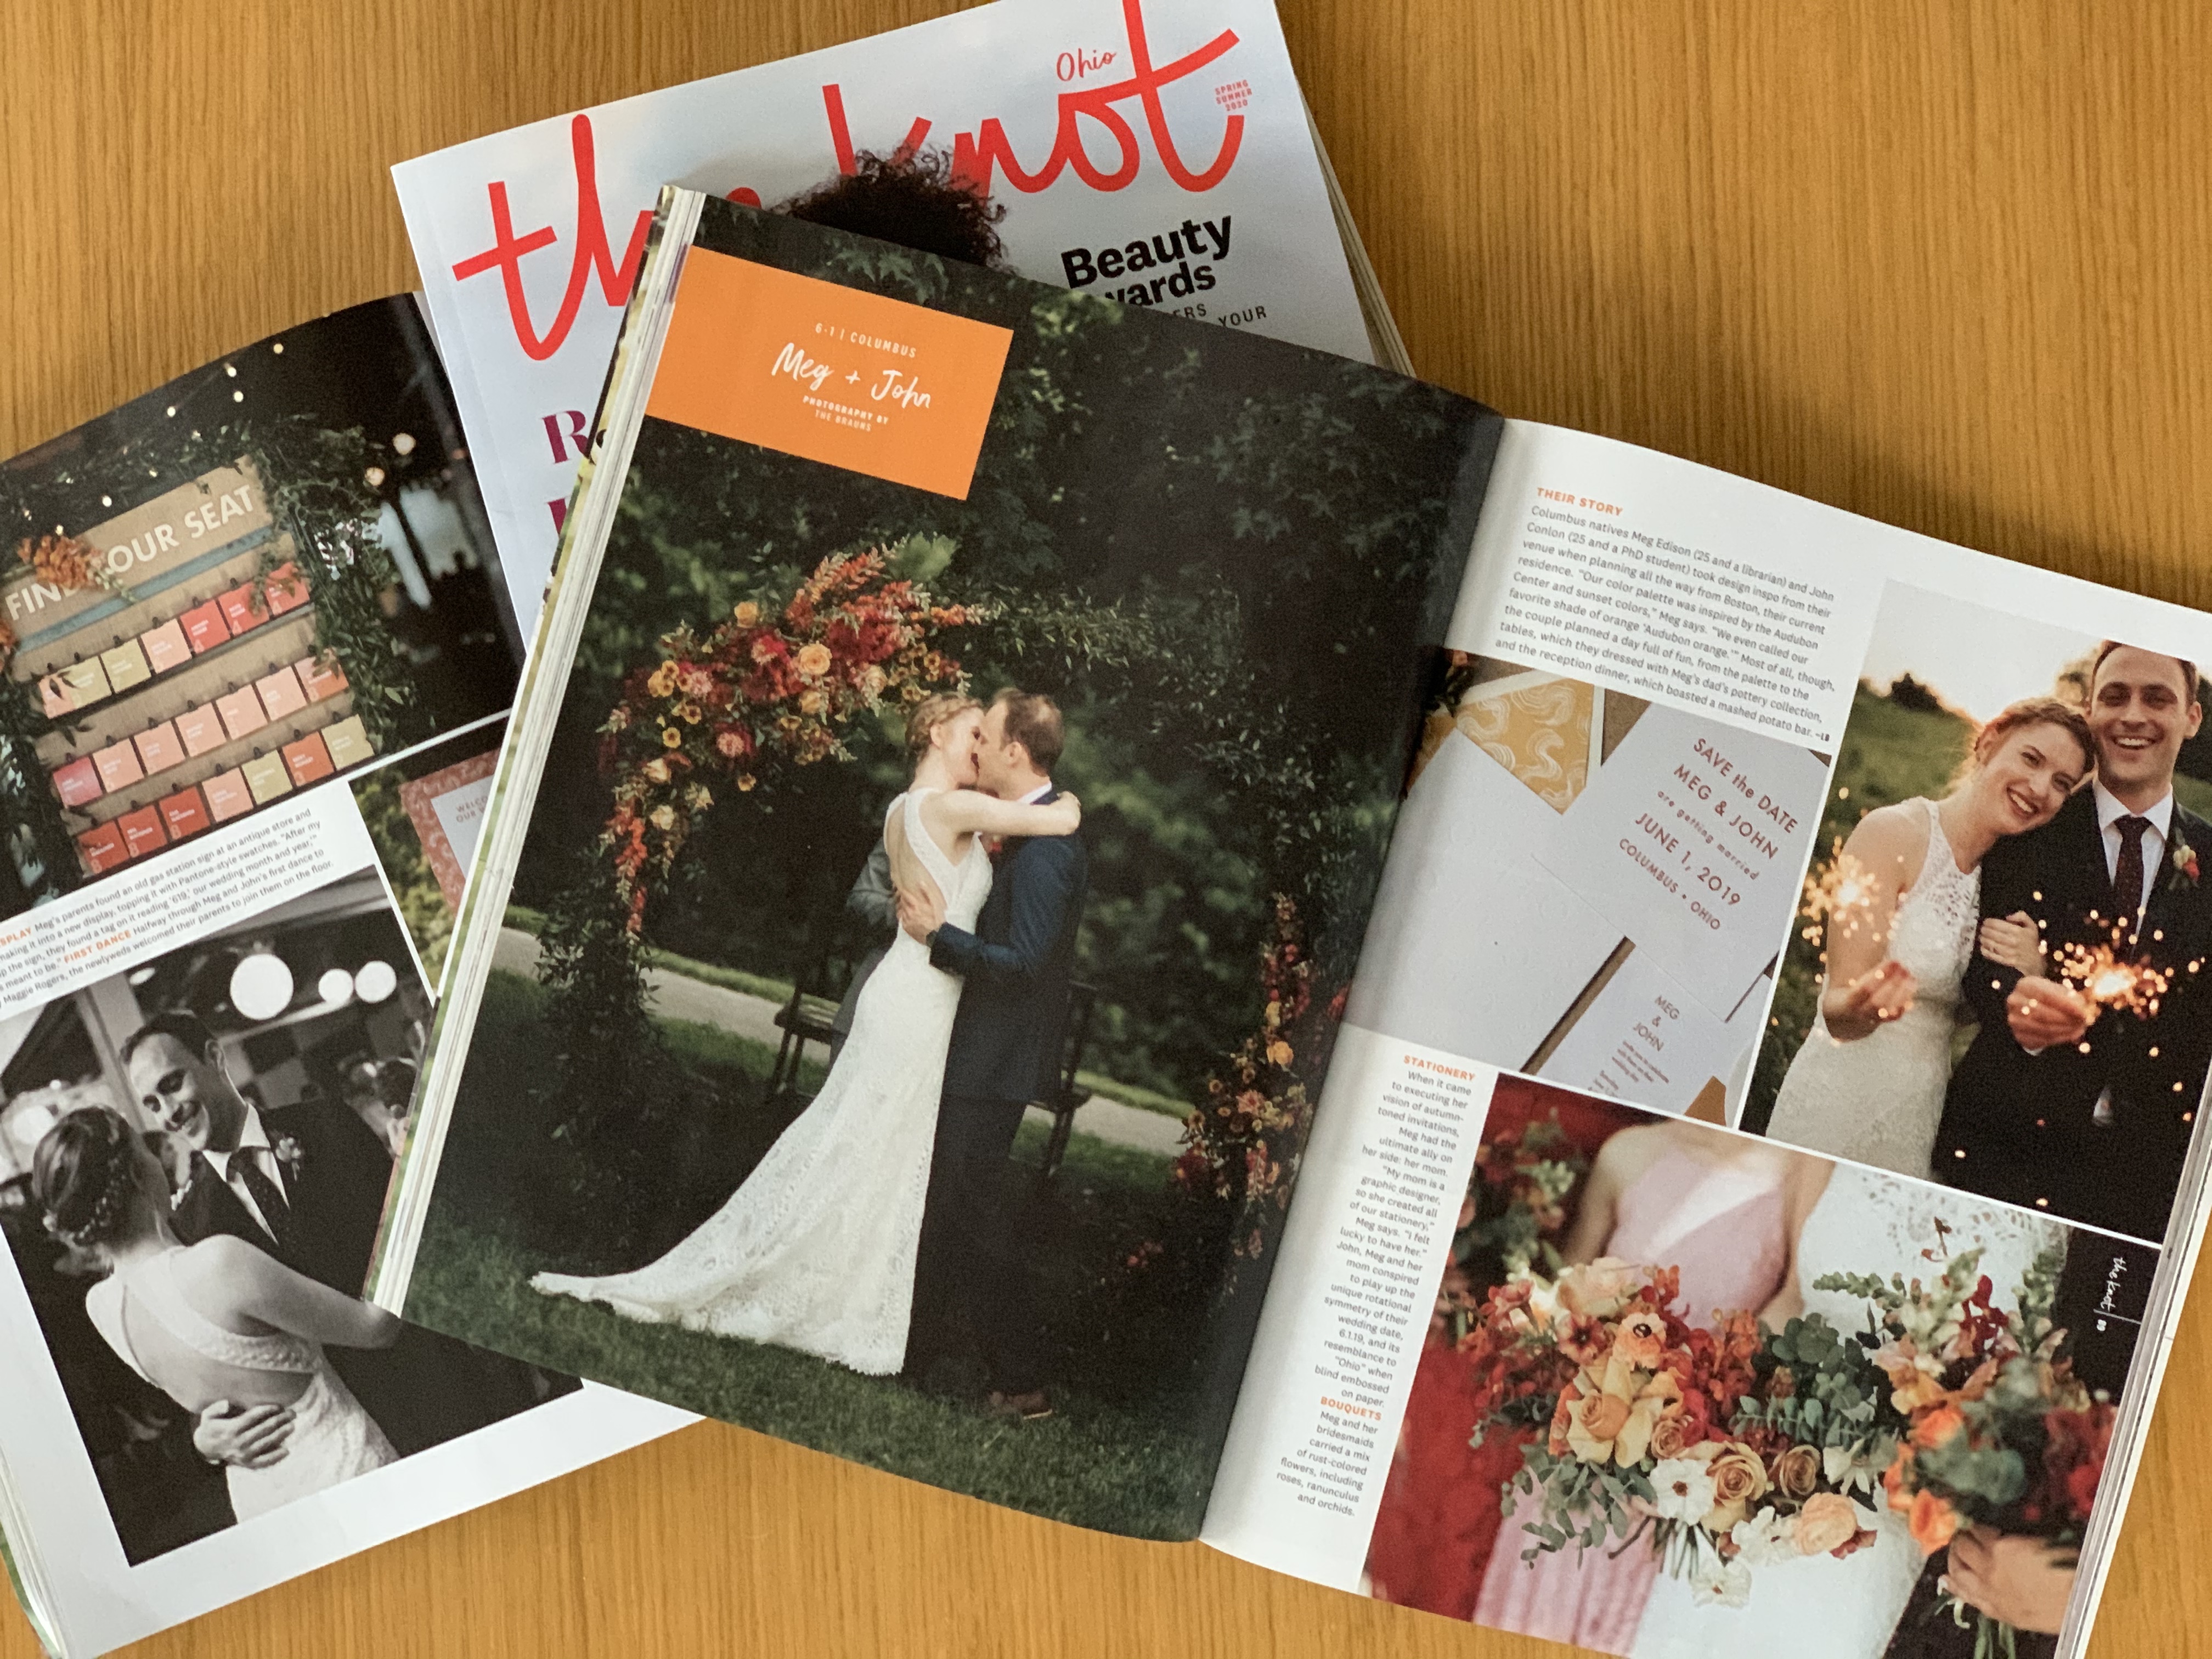 Ohio
the knot
SPRING
SUMMER
2020
Beauty
wards
ERS
YOUR
R
6·1 | COLUMBUS
Meg + John
PHOTOGRAPHY BY
THE BRAUNS
THEIR STORY
Columbus natives Meg Edison (25 and a librarian) and John
Conlon (25 and a PhD student) took design inspo from their
venue when planning all the way from Boston, their current
residence. "Our color palette was inspired by the Audubon
Center and sunset colors," Meg says. "We even called our
favorite shade of orange 'Audubon orange.'" Most of all, though,
the couple planned a day full of fun, from the palette to the
tables, which they dressed with Meg's dad's pottery collection,
and the reception dinner, which boasted a mashed potato bar. –LB
SAVE the DATE
MEG & JOHN
are getting married
JUNE 1, 2019
COLUMBUS • OHIO
MEG
&
JOHN
STATIONERY
When it came
to executing her
vision of autumn-
toned invitations,
Meg had the
ultimate ally on
her side: her mom.
"My mom is a
graphic designer,
so she created all
of our stationery,"
Meg says. "I felt
lucky to have her."
John, Meg and her
mom conspired
to play up the
unique rotational
symmetry of their
wedding date,
6.1.19, and its
resemblance to
"Ohio" when
blind embossed
on paper.
BOUQUETS
Meg and her
bridesmaids
carried a mix
of rust-colored
flowers, including
roses, ranunculus
and orchids.
the knot | 89
FIND OUR SEAT
WELCO
OUR
SPLAY Meg's parents found an old gas station sign at an antique store and
making it into a new display, topping it with Pantone-style swatches. "After my
up the sign, they found a tag on it reading '619,' our wedding month and year,"
s meant to be." FIRST DANCE Halfway through Meg and John's first dance to
Maggie Rogers, the newlyweds welcomed their parents to join them on the floor.